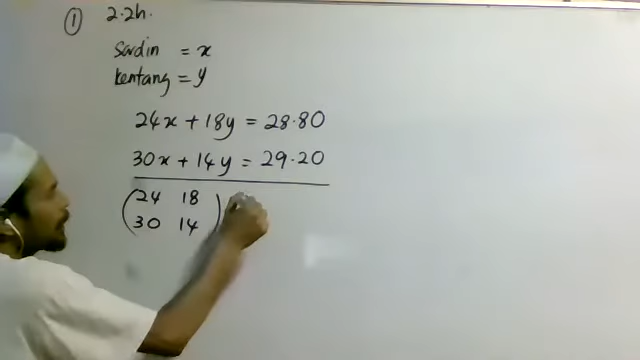 ① 2.2h.
Sardin = x
kentang = y
24x + 18y = 28.80
30x + 14y = 29.20
( 24 18
30 14 )